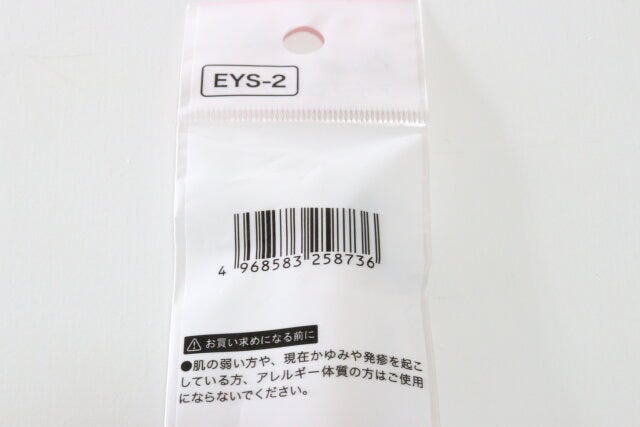 EYS-2
4 968583 258736
⚠お買い求めになる前に
●肌の弱い方や、現在かゆみや発疹を起こ
している方、アレルギー体質の方はご使用
にならないでください。